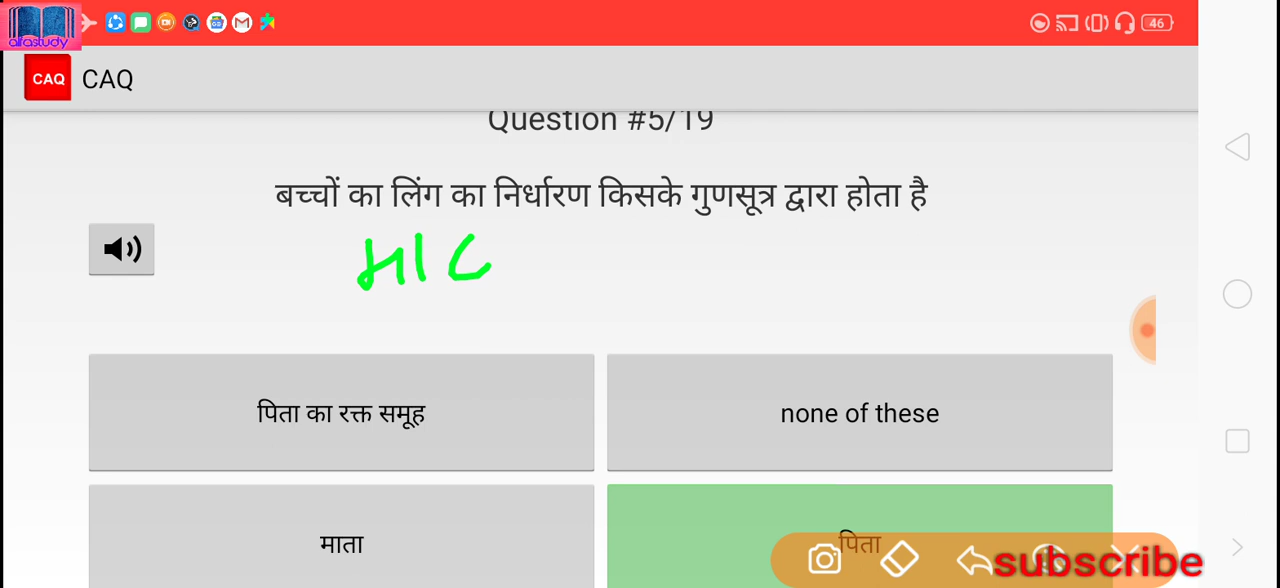 alfastudy
46
CAQ CAQ
Question #5/19
बच्चों का लिंग का निर्धारण किसके गुणसूत्र द्वारा होता है
पिता का रक्त समूह
none of these
माता
पिता
subscribe